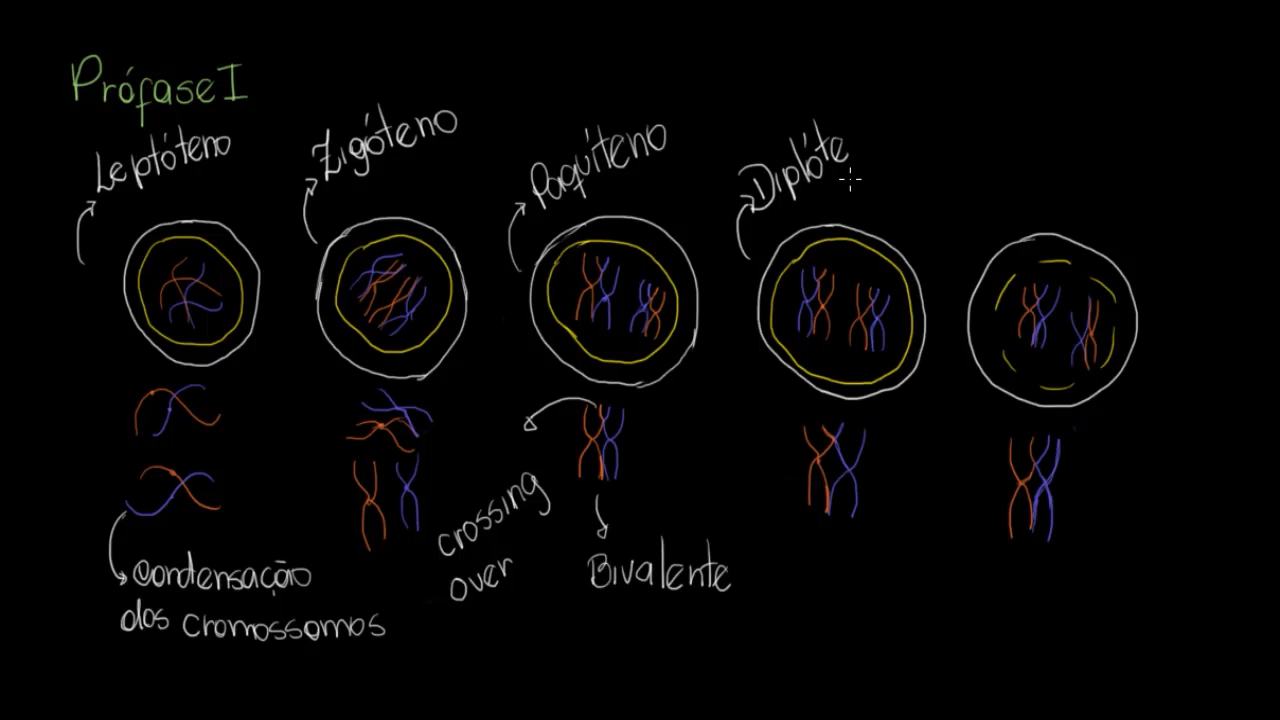 Prófase I
Leptóteno
Zigóteno
Paquíteno
Diplóte
crossing
over
Bivalente
Condensação
dos cromossomos